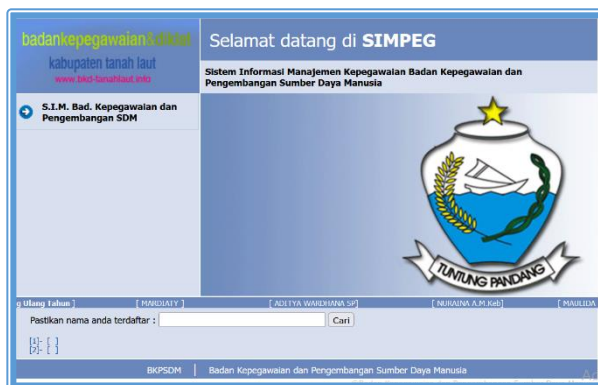 badankepegawaian&diklat
kabupaten tanah laut
www.bkd-tanahlaut.info
Selamat datang di SIMPEG
Sistem Informasi Manajemen Kepegawaian Badan Kepegawaian dan
Pengembangan Sumber Daya Manusia
S.I.M. Bad. Kepegawaian dan
Pengembangan SDM
TUNTUNG PANDANG
g Ulang Tahun ] [ MARDIATY ] [ ADITYA WARDHANA SP] [ NURAINA A.M.Keb] [ MAULIDA
Pastikan nama anda terdaftar : Cari
[1]- [ ]
[2]- [ ]
BKPSDM | Badan Kepegawaian dan Pengembangan Sumber Daya Manusia